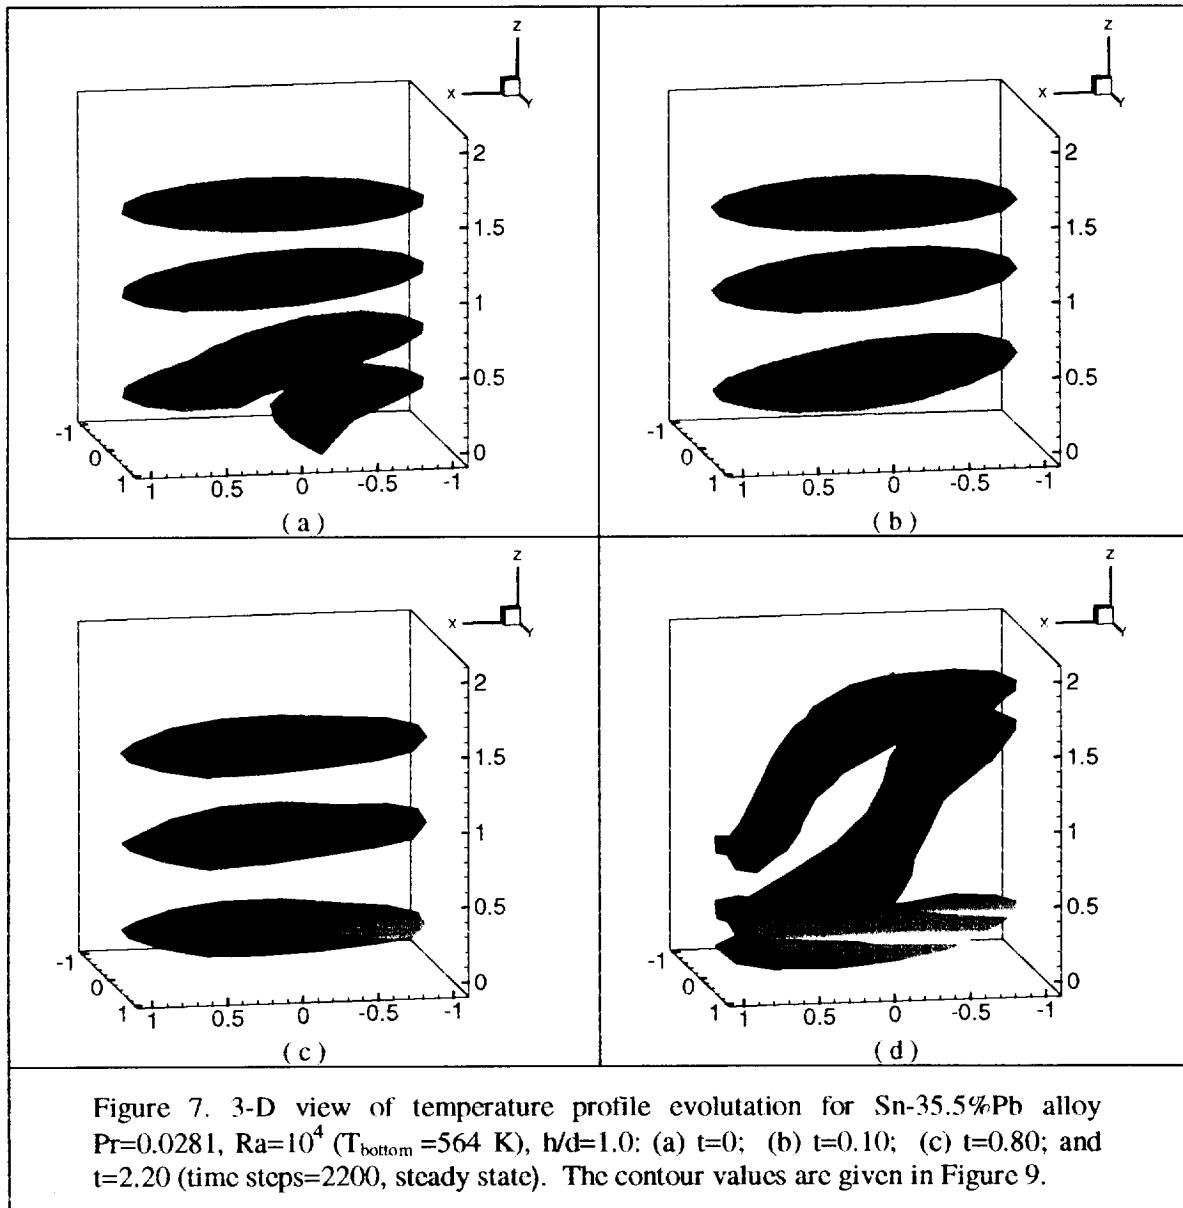 Z
X
Y
2
1.5
1
0.5
0
-1
0
1
1
0.5
0
-0.5
-1
( a )
Z
X
Y
2
1.5
1
0.5
0
-1
0
1
1
0.5
0
-0.5
-1
( b )
Z
X
Y
2
1.5
1
0.5
0
-1
0
1
1
0.5
0
-0.5
-1
( c )
Z
X
Y
2
1.5
1
0.5
0
-1
0
1
1
0.5
0
-0.5
-1
( d )
Figure 7. 3-D view of temperature profile evolutation for Sn-35.5%Pb alloy
Pr=0.0281, Ra=10⁴ (Tbottom =564 K), h/d=1.0: (a) t=0; (b) t=0.10; (c) t=0.80; and
t=2.20 (time steps=2200, steady state). The contour values are given in Figure 9.